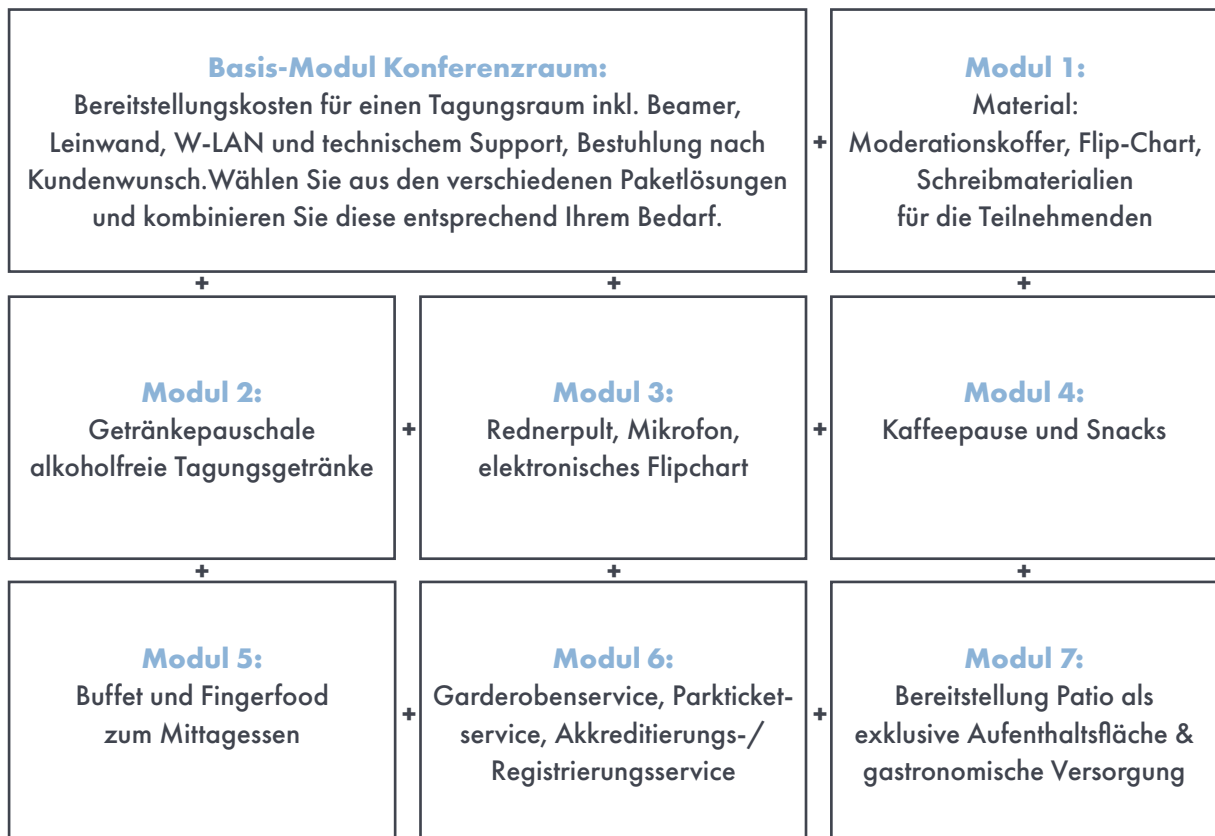 Basis-Modul Konferenzraum:
Bereitstellungskosten für einen Tagungsraum inkl. Beamer,
Leinwand, W-LAN und technischem Support, Bestuhlung nach
Kundenwunsch.Wählen Sie aus den verschiedenen Paketlösungen
und kombinieren Sie diese entsprechend Ihrem Bedarf.
+
Modul 1:
Material:
Moderationskoffer, Flip-Chart,
Schreibmaterialien
für die Teilnehmenden
+ + +
Modul 2:
Getränkepauschale
alkoholfreie Tagungsgetränke
+
Modul 3:
Rednerpult, Mikrofon,
elektronisches Flipchart
+
Modul 4:
Kaffeepause und Snacks
+ + +
Modul 5:
Buffet und Fingerfood
zum Mittagessen
+
Modul 6:
Garderobenservice, Parkticket-
service, Akkreditierungs-/
Registrierungsservice
+
Modul 7:
Bereitstellung Patio als
exklusive Aufenthaltsfläche &
gastronomische Versorgung